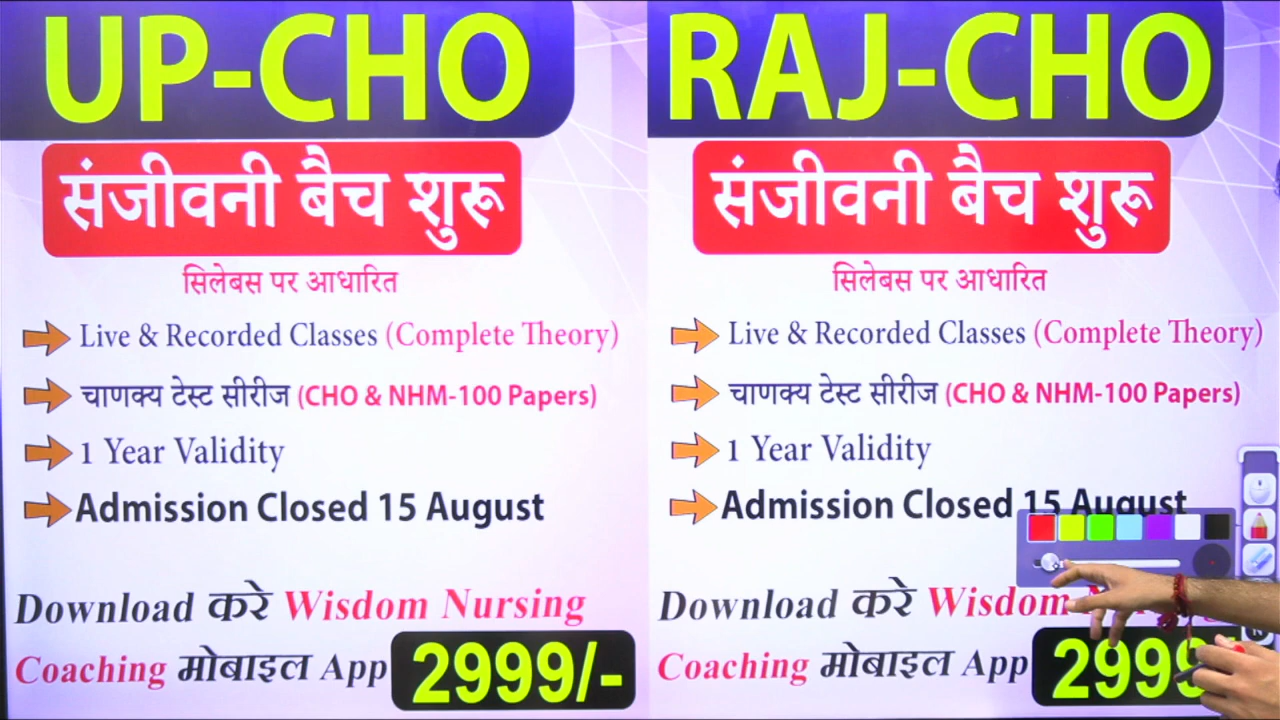 UP-CHO
संजीवनी बैच शुरू
सिलेबस पर आधारित
Live & Recorded Classes (Complete Theory)
चाणक्य टेस्ट सीरीज (CHO & NHM-100 Papers)
1 Year Validity
Admission Closed 15 August
Download करे Wisdom Nursing
Coaching मोबाइल App 2999/-
RAJ-CHO
संजीवनी बैच शुरू
सिलेबस पर आधारित
Live & Recorded Classes (Complete Theory)
चाणक्य टेस्ट सीरीज (CHO & NHM-100 Papers)
1 Year Validity
Admission Closed 15 August
Download करे Wisdom
Coaching मोबाइल App 2999